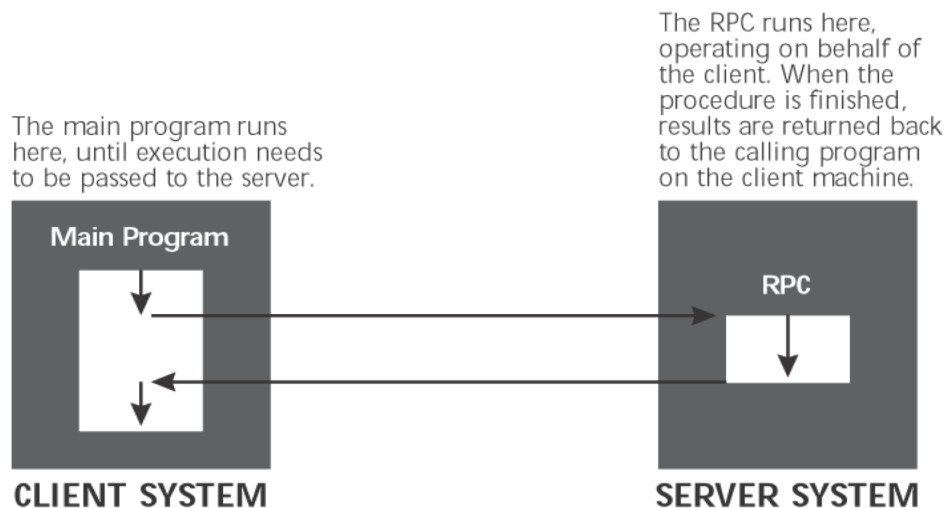 The RPC runs here,
operating on behalf of
the client. When the
procedure is finished,
results are returned back
to the calling program
on the client machine.
The main program runs
here, until execution needs
to be passed to the server.
Main Program
RPC
CLIENT SYSTEM
SERVER SYSTEM